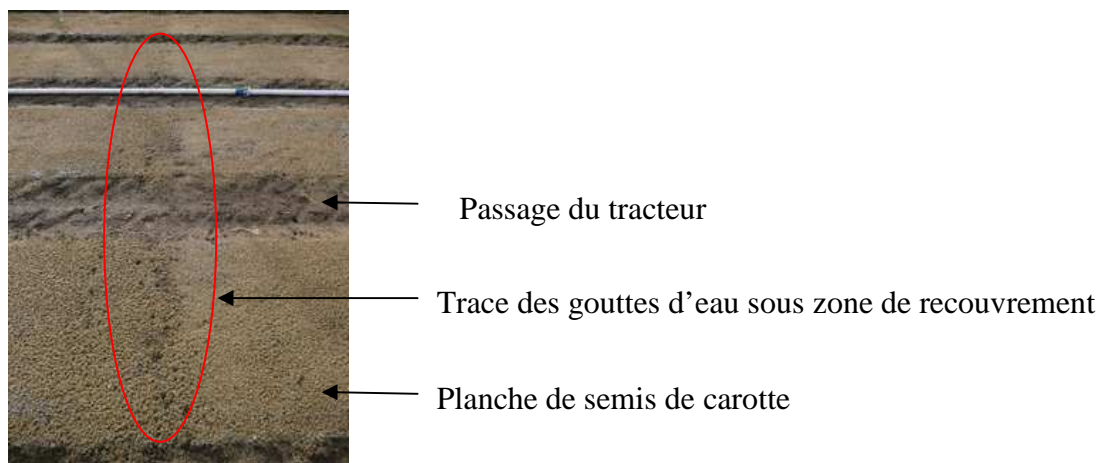 Passage du tracteur
Trace des gouttes d’eau sous zone de recouvrement
Planche de semis de carotte